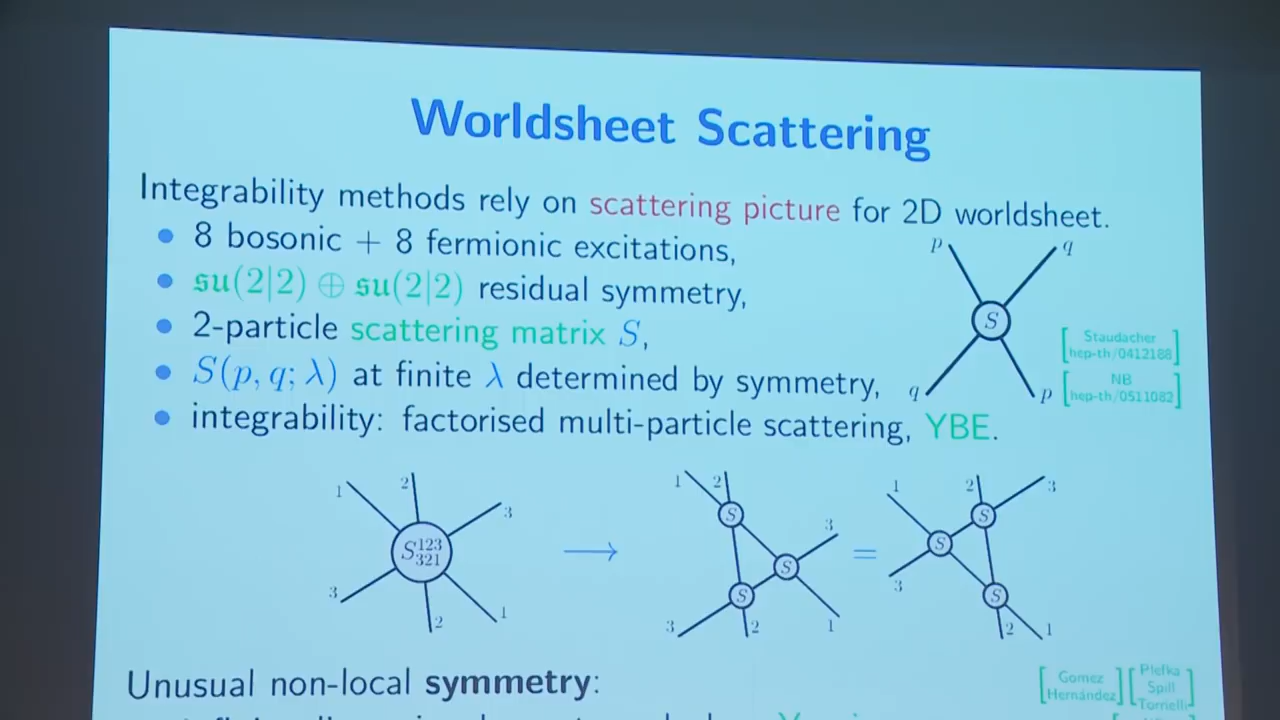 Worldsheet Scattering
Integrability methods rely on scattering picture for 2D worldsheet.
• 8 bosonic + 8 fermionic excitations,
• 𝔰𝔲(2|2) ⊕ 𝔰𝔲(2|2) residual symmetry,
• 2-particle scattering matrix S,
• S(p, q; λ) at finite λ determined by symmetry,
• integrability: factorised multi-particle scattering, YBE.
p q
S
q p
[Staudacher
hep-th/0412188]
[NB
hep-th/0511082]
1 2 3
S¹²³₃₂₁
3 2 1
→
1 2 3
S
S
S
3 2 1
=
1 2 3
S
S
S
3 2 1
Unusual non-local symmetry:
[Gomez
Hernández]
[Plefka
Spill
Torrielli]